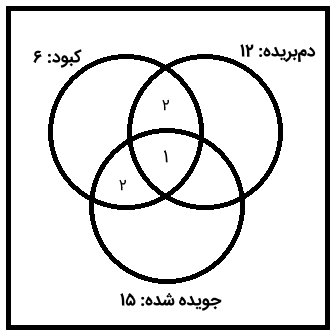 دم‌بریده: ۱۲
کبود: ۶
۲
۱
۲
جویده شده: ۱۵